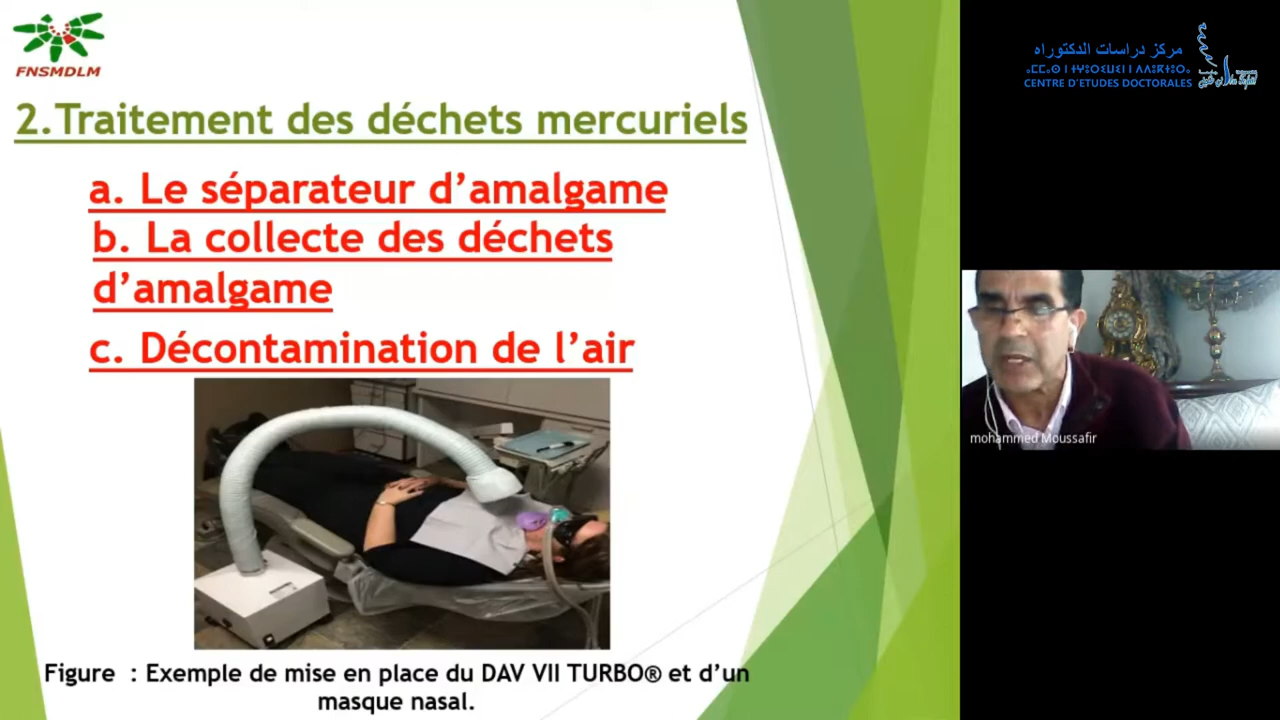 FNSMDLM
2.Traitement des déchets mercuriels
a. Le séparateur d’amalgame
b. La collecte des déchets
d’amalgame
c. Décontamination de l’air
Figure : Exemple de mise en place du DAV VII TURBO® et d’un
masque nasal.
مركز دراسات الدكتوراه
CENTRE D'ETUDES DOCTORALES
mohammed Moussafir